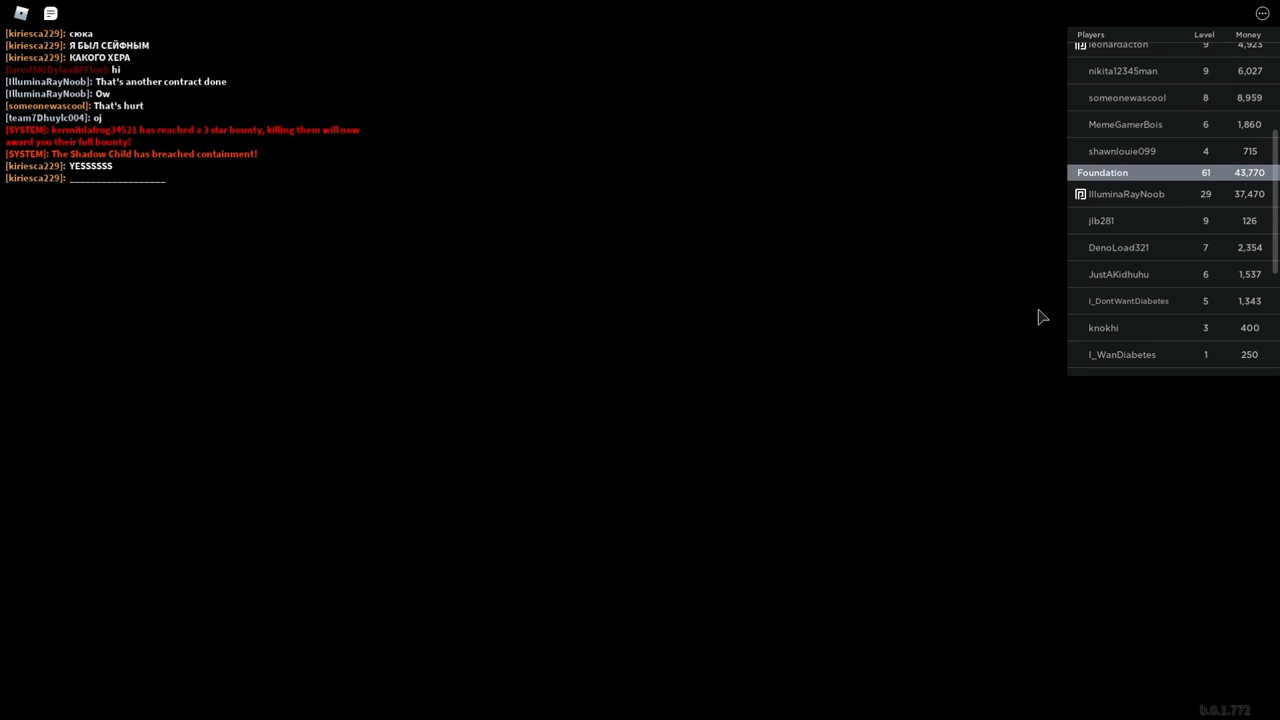 [kiriesca229]: сюка
[kiriesca229]: Я БЫЛ СЕЙФНЫМ
[kiriesca229]: КАКОГО ХЕРА
hi
[IlluminaRayNoob]: That's another contract done
[IlluminaRayNoob]: Ow
[someonewascool]: That's hurt
[team7Dhuylc004]: oj
[SYSTEM]: kermitdafrog34521 has reached a 3 star bounty, killing them will now
award you their full bounty!
[SYSTEM]: The Shadow Child has breached containment!
[kiriesca229]: YESSSSSS
[kiriesca229]: __________________
Players Level Money
leonardacton 9 4,923
nikita12345man 9 6,027
someonewascool 8 8,959
MemeGamerBois 6 1,860
shawnlouie099 4 715
Foundation 61 43,770
IlluminaRayNoob 29 37,470
jlb281 9 126
DenoLoad321 7 2,354
JustAKidhuhu 6 1,537
I_DontWantDiabetes 5 1,343
knokhi 3 400
I_WanDiabetes 1 250
b.0.1.772